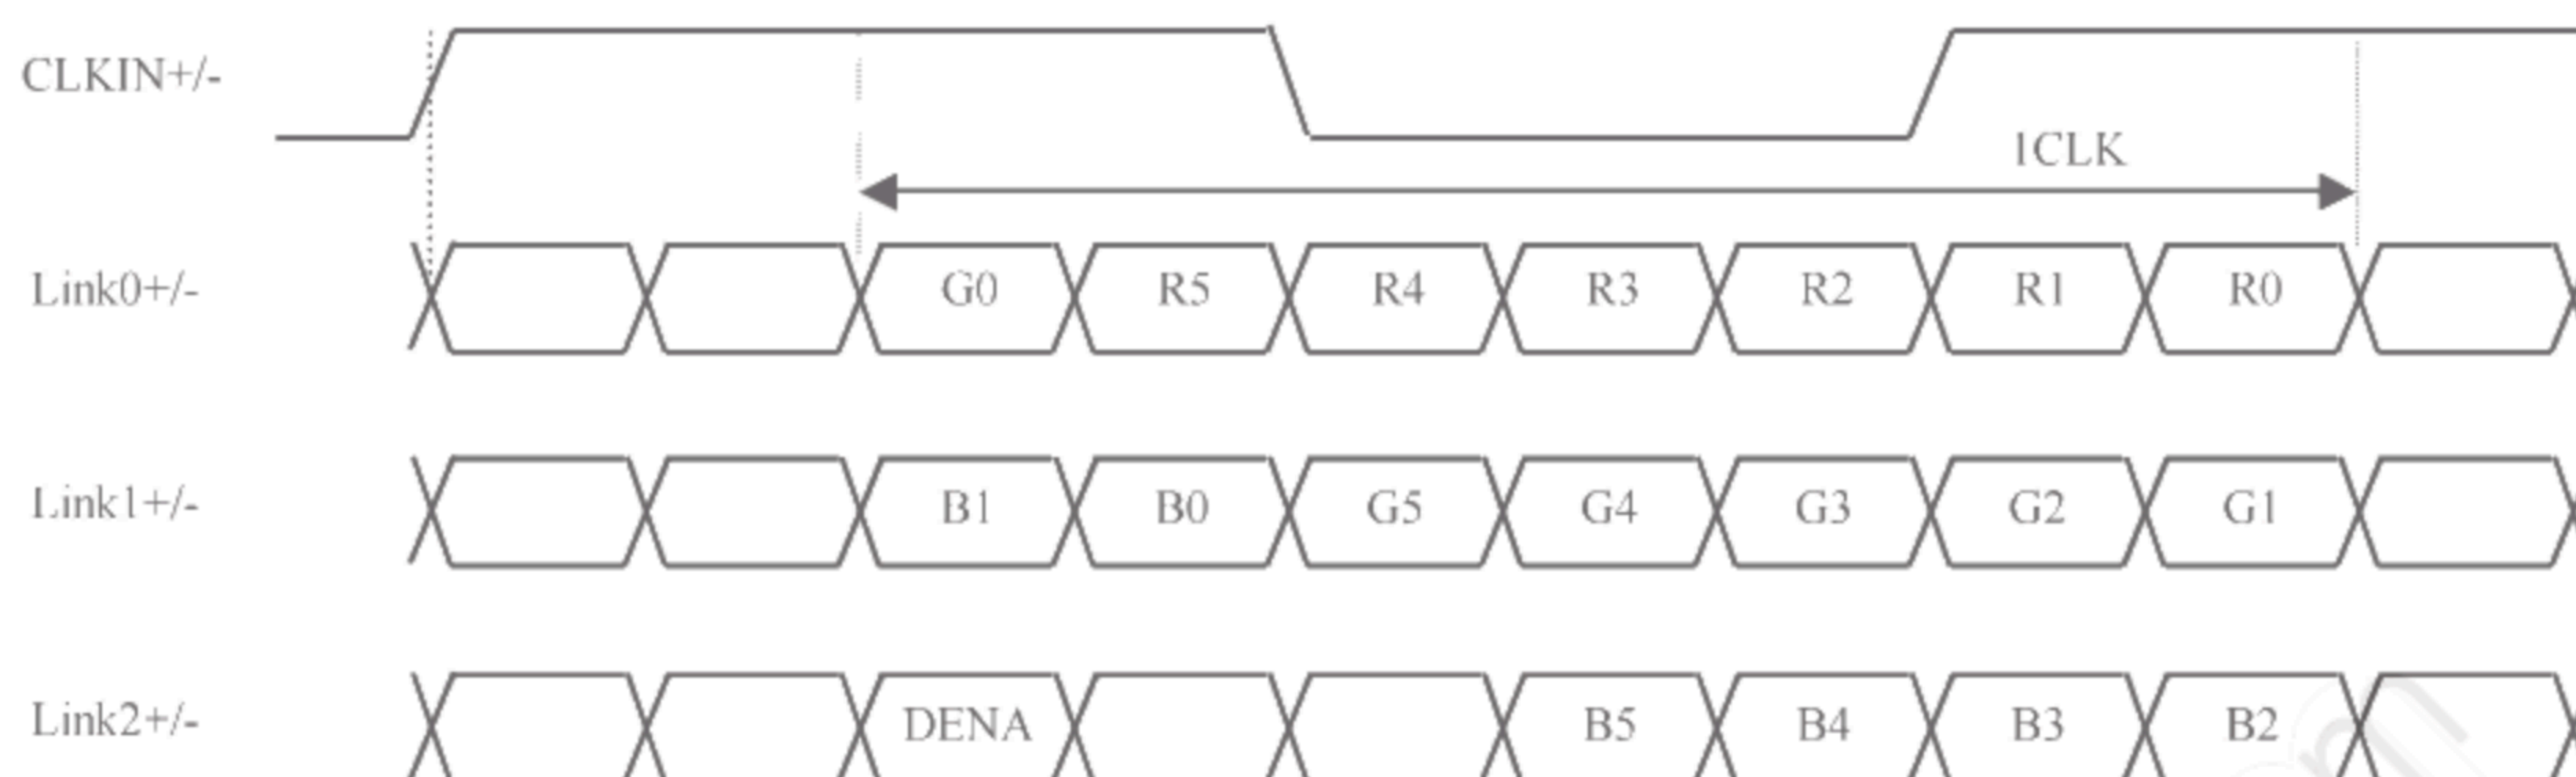 CLKIN+/-
1CLK
Link0+/- G0 R5 R4 R3 R2 R1 R0
Link1+/- B1 B0 G5 G4 G3 G2 G1
Link2+/- DENA B5 B4 B3 B2